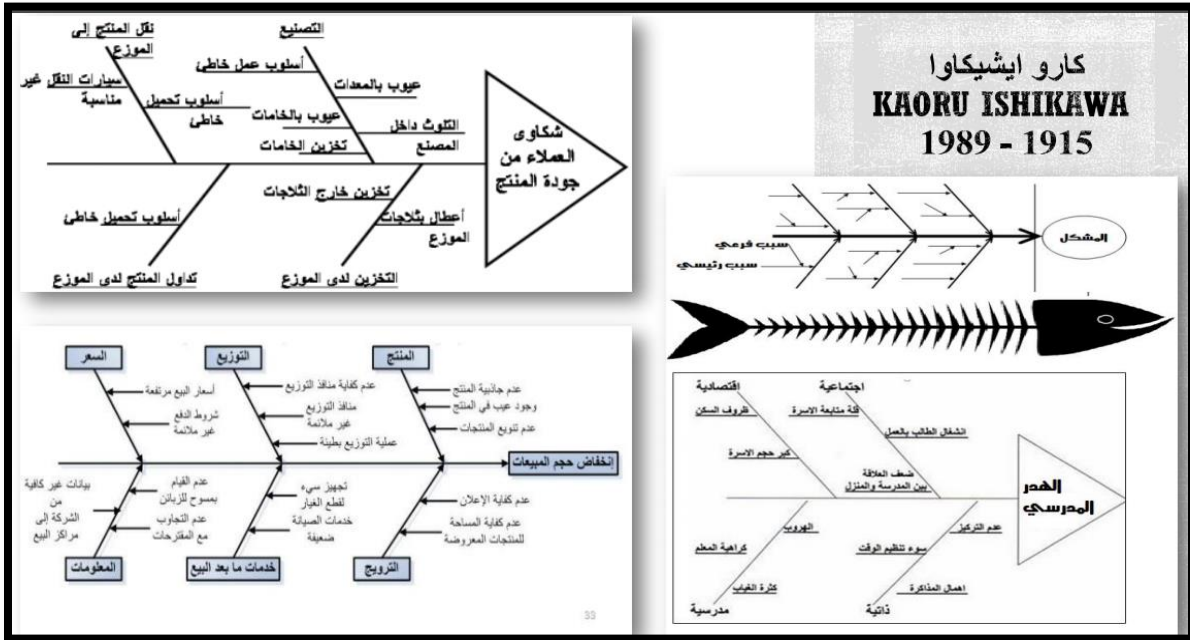 كارو ايشيكاوا
KAORU ISHIKAWA
1989 - 1915
نقل المنتج إلى
الموزع
التصنيع
سيارات النقل غير
مناسبة
أسلوب تحميل
خاطئ
أسلوب عمل خاطئ
عيوب بالمعدات
عيوب بالخامات
التلوث داخل
المصنع
تخزين الخامات
شكاوى
العملاء من
جودة المنتج
تخزين خارج الثلاجات
أعطال بثلاجات
الموزع
أسلوب تحميل خاطئ
تداول المنتج لدى الموزع
التخزين لدى الموزع
المشكل
سبب فرعي
سبب رئيسي
المنتج
التوزيع
السعر
عدم جاذبية المنتج
وجود عيب في المنتج
عدم تنويع المنتجات
عدم كفاية منافذ التوزيع
منافذ التوزيع
غير ملائمة
عملية التوزيع بطيئة
أسعار البيع مرتفعة
شروط الدفع
غير ملائمة
إنخفاض حجم المبيعات
عدم كفاية الإعلان
عدم كفاية المساحة
للمنتجات المعروضة
تجهيز سيء
لقطع الغيار
خدمات الصيانة
ضعيفة
عدم القيام
بمسوح للزبائن
عدم التجاوب
مع المقترحات
بيانات غير كافية
من
الشركة إلى
مراكز البيع
الترويج
خدمات ما بعد البيع
المعلومات
33
اجتماعية
اقتصادية
قلة متابعة الاسرة
انشغال الطالب بالعمل
ضعف العلاقة
بين المدرسة والمنزل
ظروف السكن
كبر حجم الاسرة
الهدر
المدرسي
عدم التركيز
سوء تنظيم الوقت
اهمال المذاكرة
الهروب
كراهية المعلم
كثرة الغياب
ذاتية
مدرسية